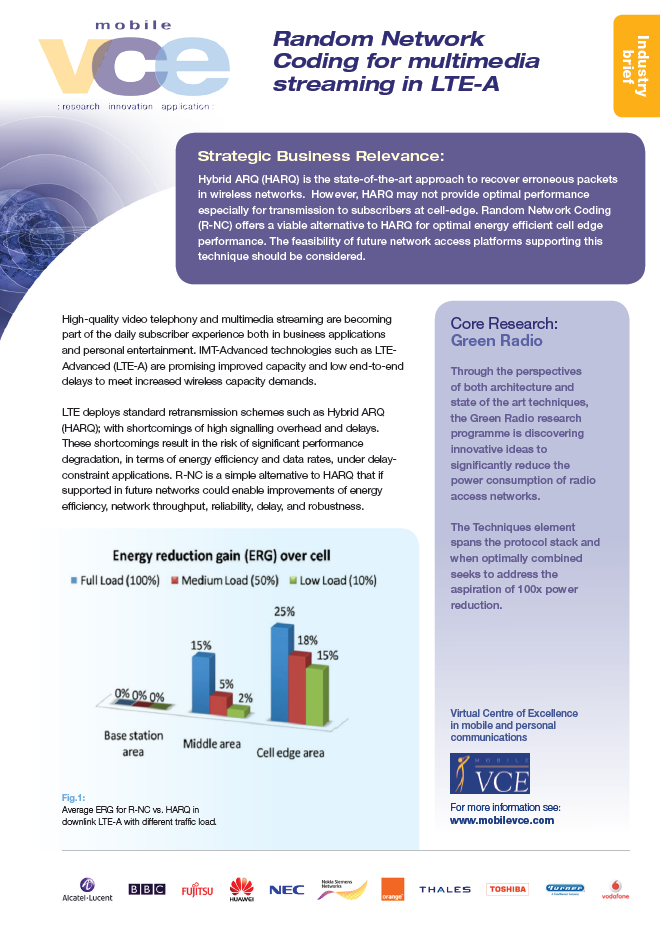 mobile
vce
: research : innovation : application :
Random Network
Coding for multimedia
streaming in LTE-A
Industry
brief
Strategic Business Relevance:
Hybrid ARQ (HARQ) is the state-of-the-art approach to recover erroneous packets
in wireless networks. However, HARQ may not provide optimal performance
especially for transmission to subscribers at cell-edge. Random Network Coding
(R-NC) offers a viable alternative to HARQ for optimal energy efficient cell edge
performance. The feasibility of future network access platforms supporting this
technique should be considered.
High-quality video telephony and multimedia streaming are becoming
part of the daily subscriber experience both in business applications
and personal entertainment. IMT-Advanced technologies such as LTE-
Advanced (LTE-A) are promising improved capacity and low end-to-end
delays to meet increased wireless capacity demands.
LTE deploys standard retransmission schemes such as Hybrid ARQ
(HARQ); with shortcomings of high signalling overhead and delays.
These shortcomings result in the risk of significant performance
degradation, in terms of energy efficiency and data rates, under delay-
constraint applications. R-NC is a simple alternative to HARQ that if
supported in future networks could enable improvements of energy
efficiency, network throughput, reliability, delay, and robustness.
Energy reduction gain (ERG) over cell
Full Load (100%) Medium Load (50%) Low Load (10%)
0% 0% 0%
15%
5%
2%
25%
18%
15%
Base station
area
Middle area
Cell edge area
Fig.1:
Average ERG for R-NC vs. HARQ in
downlink LTE-A with different traffic load.
Core Research:
Green Radio
Through the perspectives
of both architecture and
state of the art techniques,
the Green Radio research
programme is discovering
innovative ideas to
significantly reduce the
power consumption of radio
access networks.
The Techniques element
spans the protocol stack and
when optimally combined
seeks to address the
aspiration of 100x power
reduction.
Virtual Centre of Excellence
in mobile and personal
communications
MOBILE
VCE
For more information see:
www.mobilevce.com
Alcatel·Lucent
BBC
FUJITSU
HUAWEI
NEC
Nokia Siemens
Networks
orange
THALES
TOSHIBA
TURNER
vodafone